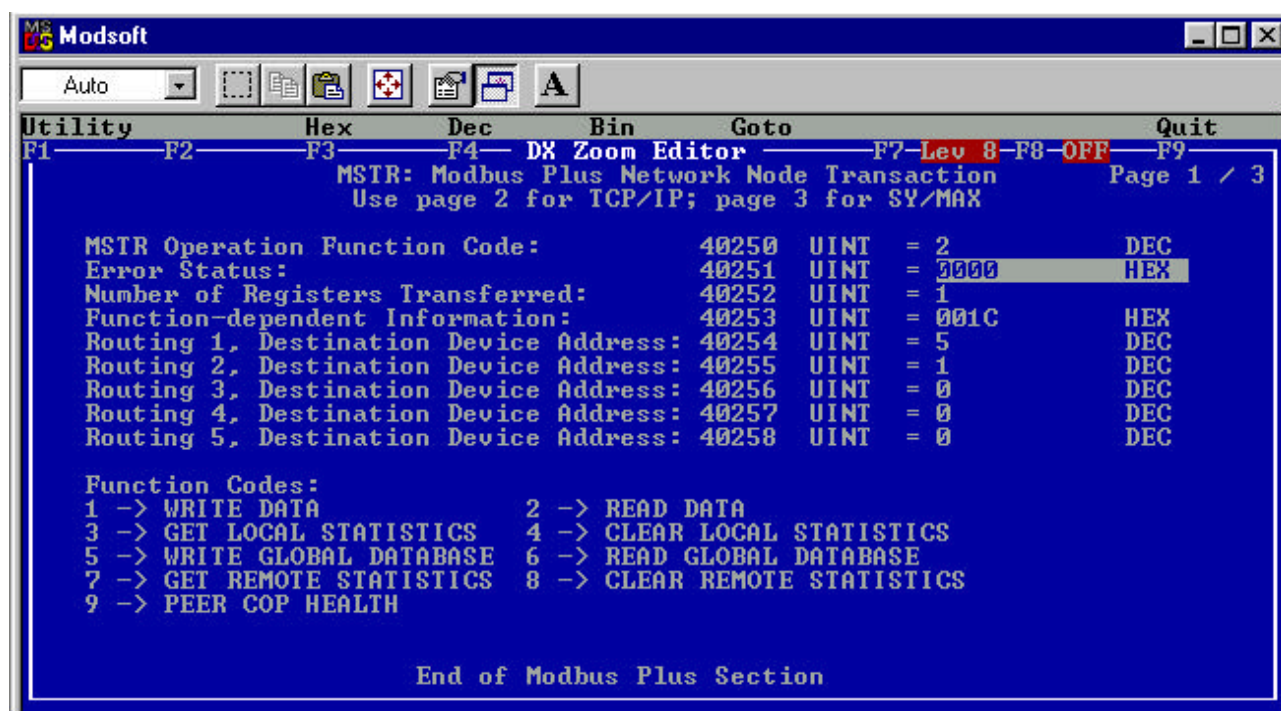 MS Modsoft
Auto A
Utility Hex Dec Bin Goto Quit
F1 F2 F3 F4 DX Zoom Editor F7 Lev 8 F8 OFF F9
MSTR: Modbus Plus Network Node Transaction Page 1 / 3
Use page 2 for TCP/IP; page 3 for SY/MAX
MSTR Operation Function Code: 40250 UINT = 2 DEC
Error Status: 40251 UINT = 0000 HEX
Number of Registers Transferred: 40252 UINT = 1
Function-dependent Information: 40253 UINT = 001C HEX
Routing 1, Destination Device Address: 40254 UINT = 5 DEC
Routing 2, Destination Device Address: 40255 UINT = 1 DEC
Routing 3, Destination Device Address: 40256 UINT = 0 DEC
Routing 4, Destination Device Address: 40257 UINT = 0 DEC
Routing 5, Destination Device Address: 40258 UINT = 0 DEC
Function Codes:
1 -> WRITE DATA 2 -> READ DATA
3 -> GET LOCAL STATISTICS 4 -> CLEAR LOCAL STATISTICS
5 -> WRITE GLOBAL DATABASE 6 -> READ GLOBAL DATABASE
7 -> GET REMOTE STATISTICS 8 -> CLEAR REMOTE STATISTICS
9 -> PEER COP HEALTH
End of Modbus Plus Section